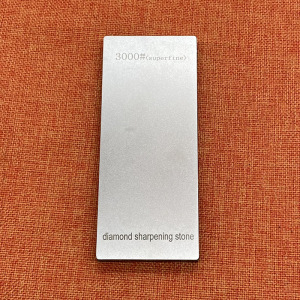 3000#(superfine)
diamond sharpening stone